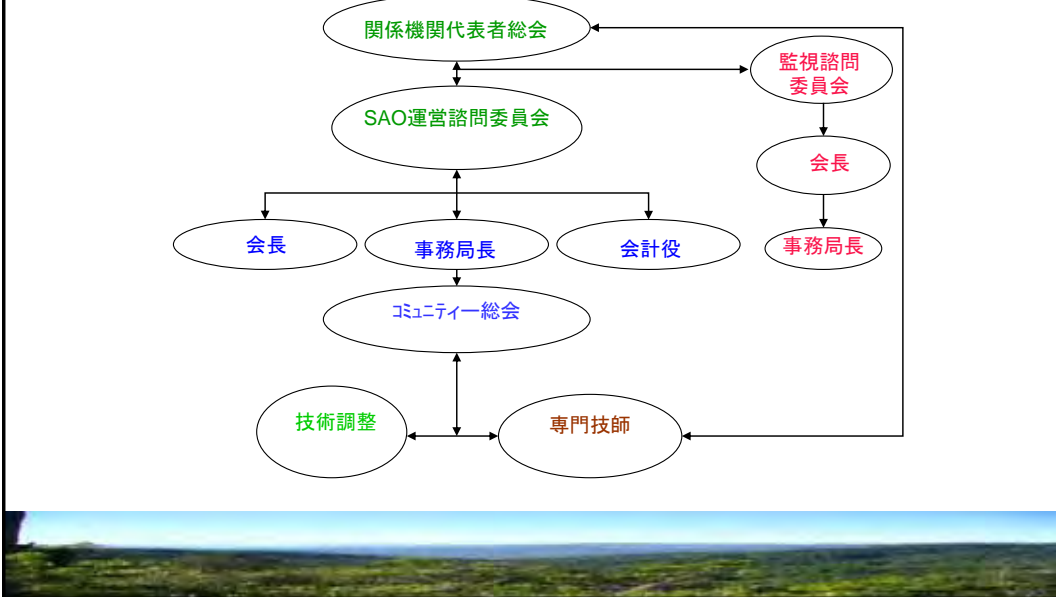 関係機関代表者総会
監視諮問
委員会
SAO運営諮問委員会
会長
会長
事務局長
会計役
事務局長
ｺﾐｭﾆﾃｨー総会
技術調整
専門技師